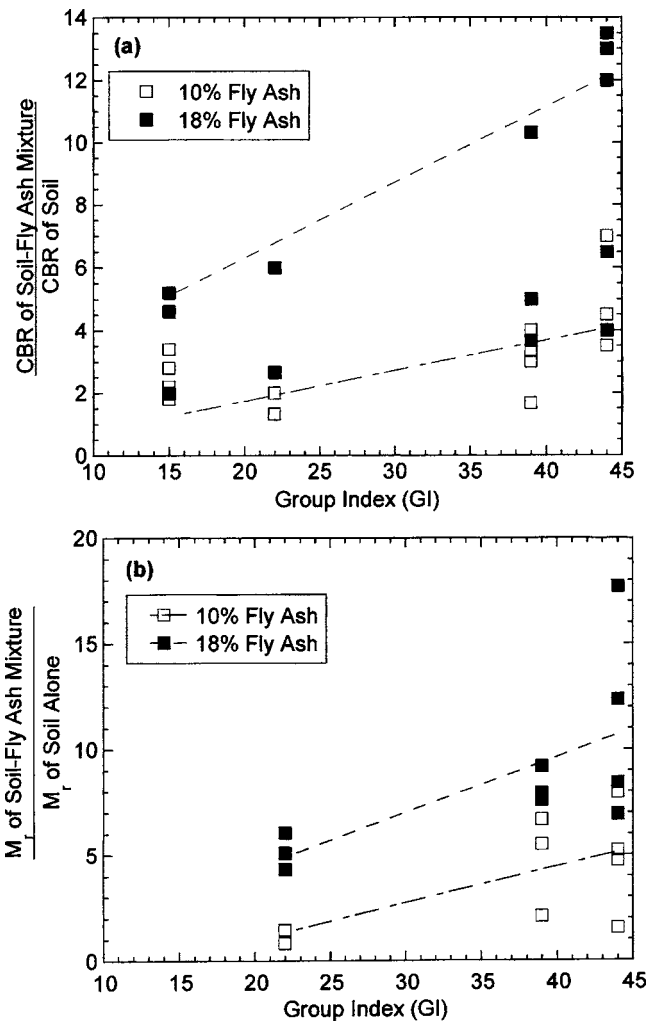 (a)
10% Fly Ash
18% Fly Ash
CBR of Soil-Fly Ash Mixture
CBR of Soil
14
12
10
8
6
4
2
0
10 15 20 25 30 35 40 45
Group Index (GI)
(b)
10% Fly Ash
18% Fly Ash
Mr of Soil-Fly Ash Mixture
Mr of Soil Alone
20
15
10
5
0
10 15 20 25 30 35 40 45
Group Index (GI)